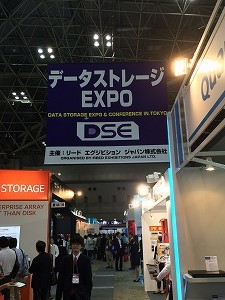 データストレージ
EXPO
DATA STORAGE EXPO & CONFERENCE IN TOKYO
DSE
主催：リード エグジビション ジャパン株式会社
ORGANISED BY: REED EXHIBITIONS JAPAN LTD.
STORAGE
ERPRISE ARRAY
T THAN DISK